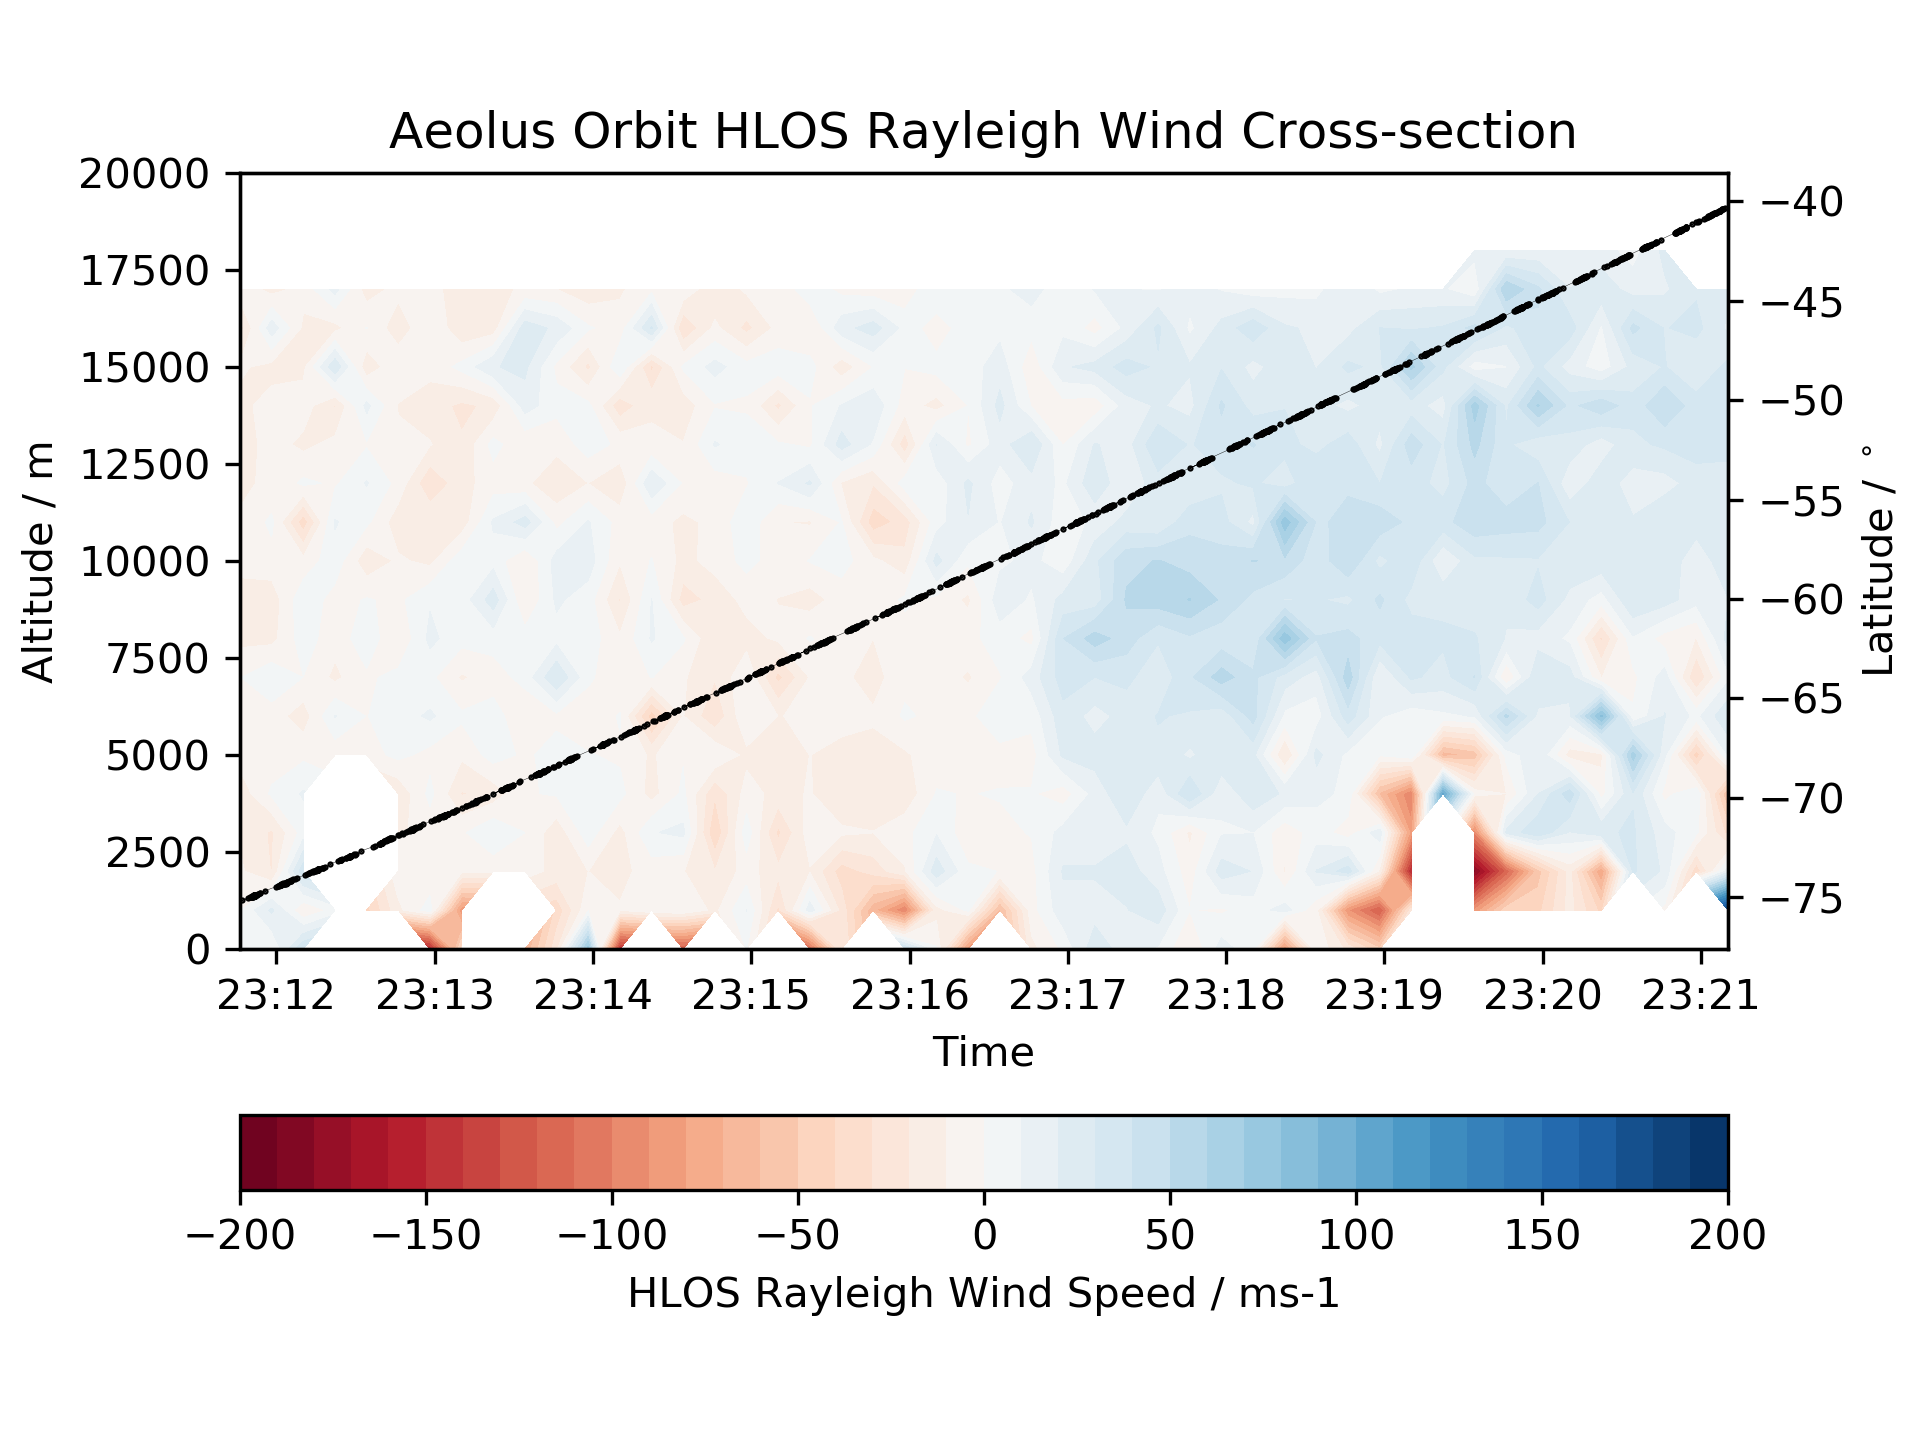 Aeolus Orbit HLOS Rayleigh Wind Cross-section
20000
17500
15000
12500
10000
7500
5000
2500
0
Altitude / m
−40
−45
−50
−55
−60
−65
−70
−75
Latitude / °
23:12 23:13 23:14 23:15 23:16 23:17 23:18 23:19 23:20 23:21
Time
−200 −150 −100 −50 0 50 100 150 200
HLOS Rayleigh Wind Speed / ms-1